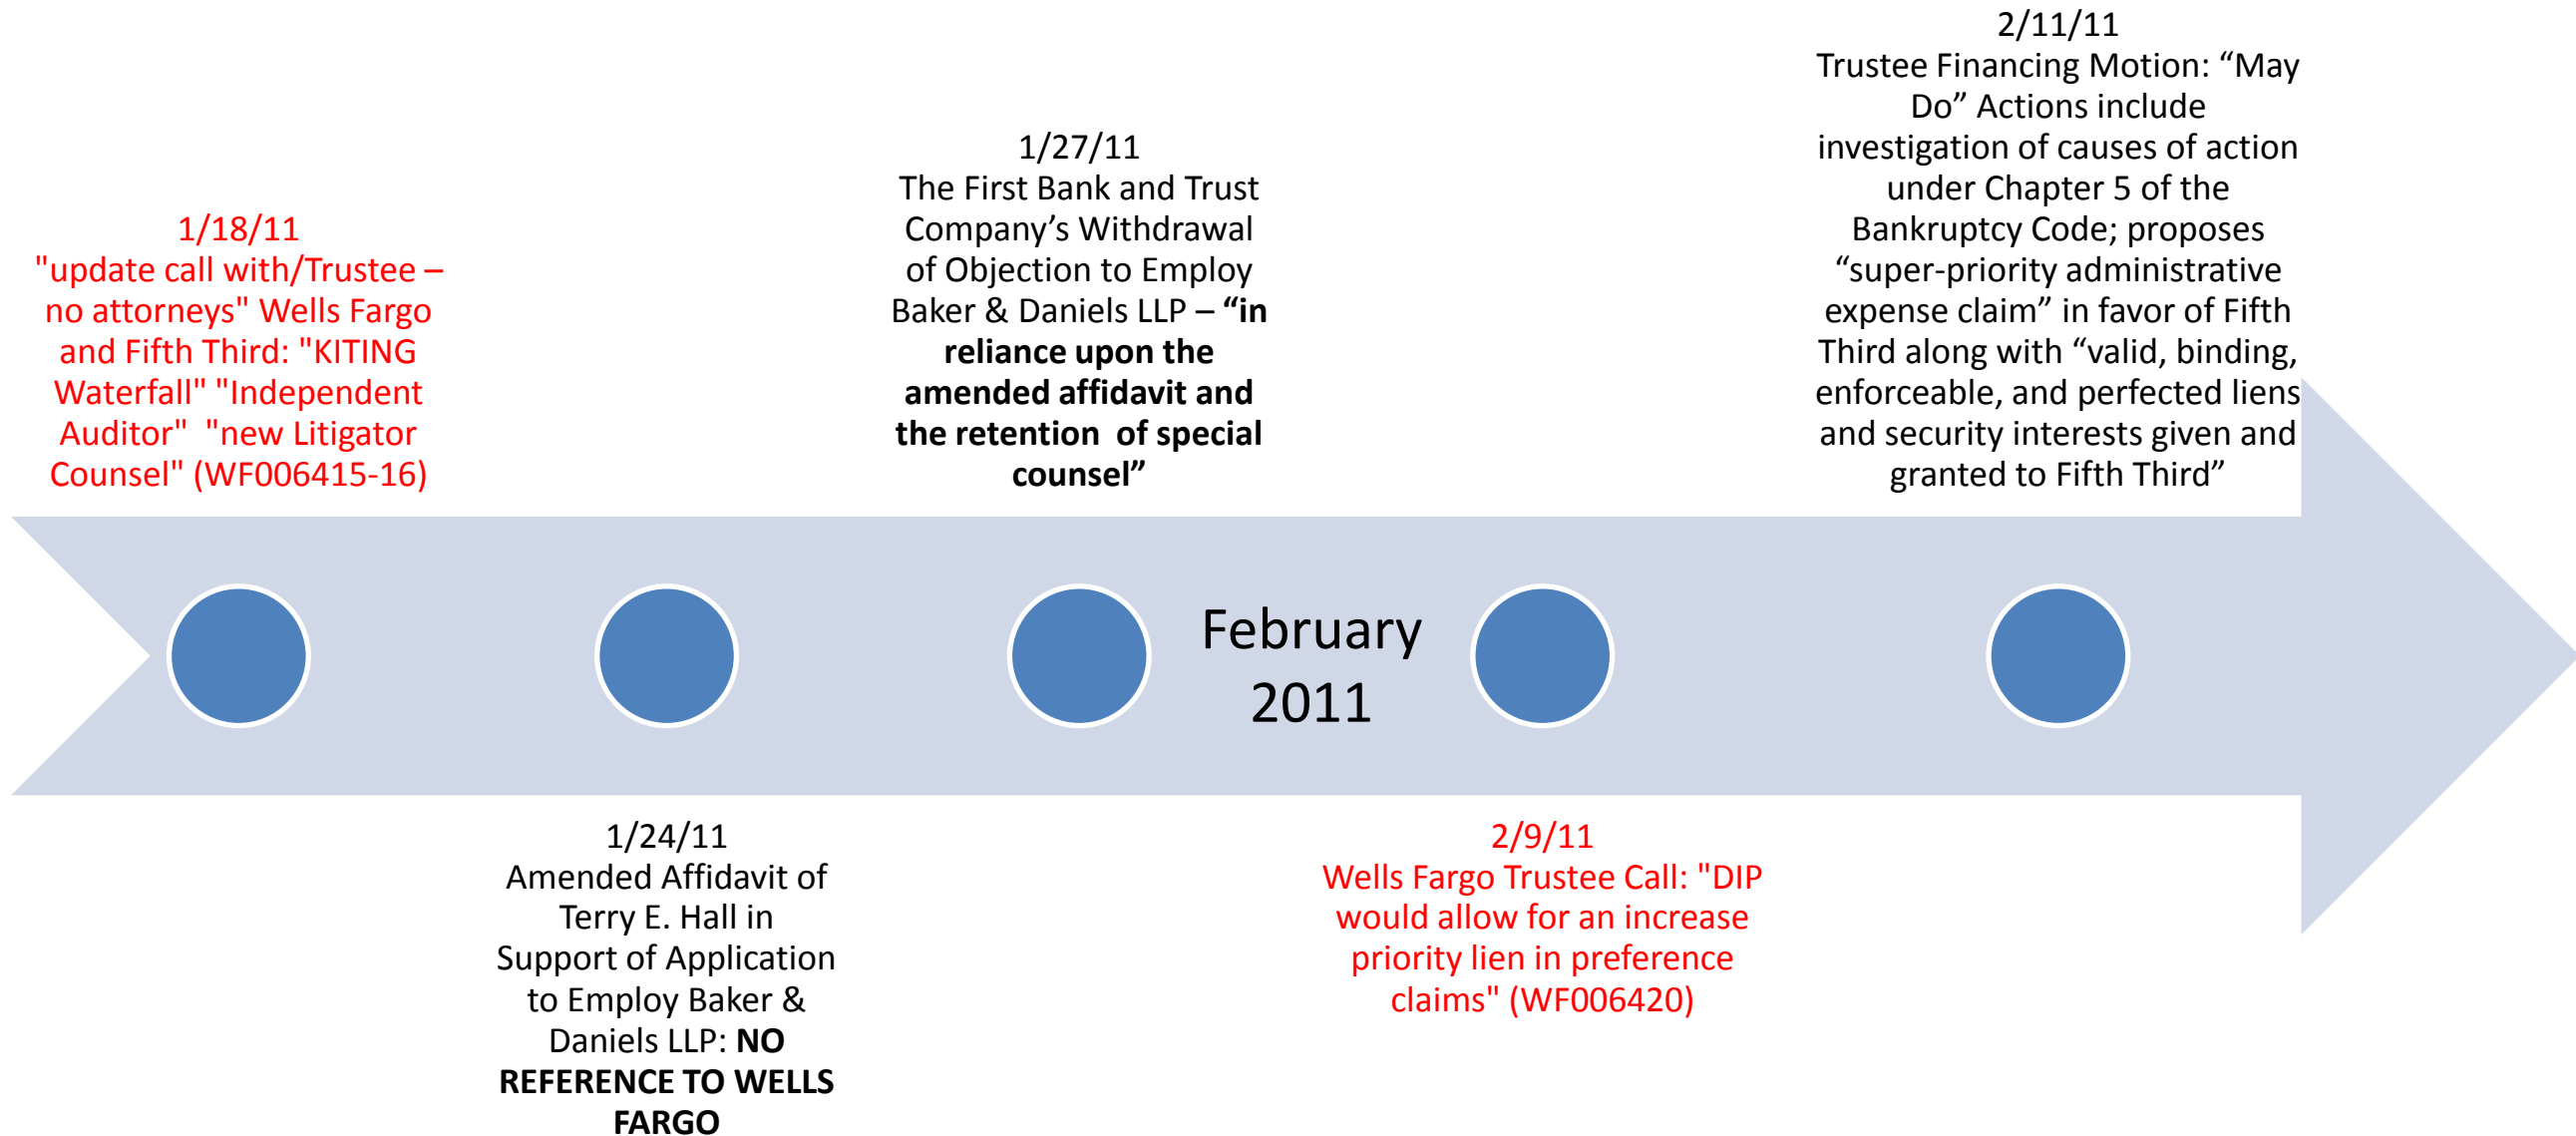 1/18/11
"update call with/Trustee –
no attorneys" Wells Fargo
and Fifth Third: "KITING
Waterfall" "Independent
Auditor"  "new Litigator
Counsel" (WF006415-16)
1/24/11
Amended Affidavit of
Terry E. Hall in
Support of Application
to Employ Baker &
Daniels LLP: NO
REFERENCE TO WELLS
FARGO
1/27/11
The First Bank and Trust
Company’s Withdrawal
of Objection to Employ
Baker & Daniels LLP – “in
reliance upon the
amended affidavit and
the retention  of special
counsel”
February
2011
2/9/11
Wells Fargo Trustee Call: "DIP
would allow for an increase
priority lien in preference
claims" (WF006420)
2/11/11
Trustee Financing Motion: “May
Do” Actions include
investigation of causes of action
under Chapter 5 of the
Bankruptcy Code; proposes
“super-priority administrative
expense claim” in favor of Fifth
Third along with “valid, binding,
enforceable, and perfected liens
and security interests given and
granted to Fifth Third”